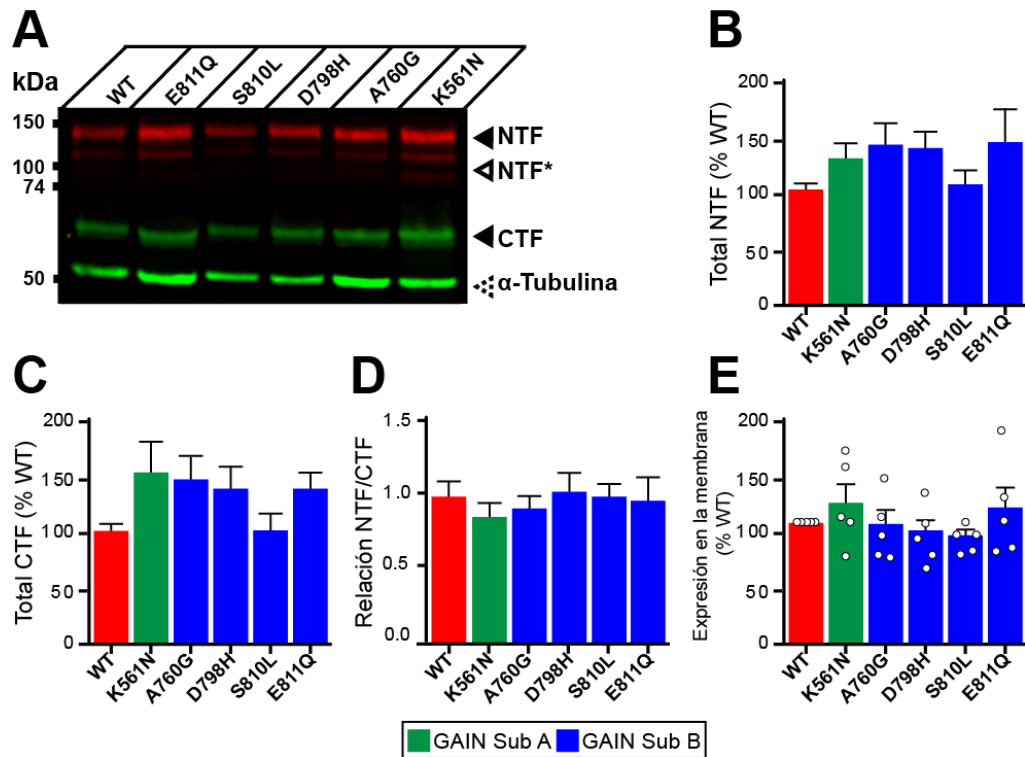 A
kDa
WT
E811Q
S810L
D798H
A760G
K561N
150
100
74
50
NTF
NTF*
CTF
α-Tubulina
B
Total NTF (% WT)
200
150
100
50
0
WT
K561N
A760G
D798H
S810L
E811Q
C
Total CTF (% WT)
200
150
100
50
0
WT
K561N
A760G
D798H
S810L
E811Q
D
Relación NTF/CTF
1.5
1.0
0.5
0.0
WT
K561N
A760G
D798H
S810L
E811Q
E
Expresión en la membrana
(% WT)
200
150
100
50
0
WT
K561N
A760G
D798H
S810L
E811Q
GAIN Sub A
GAIN Sub B